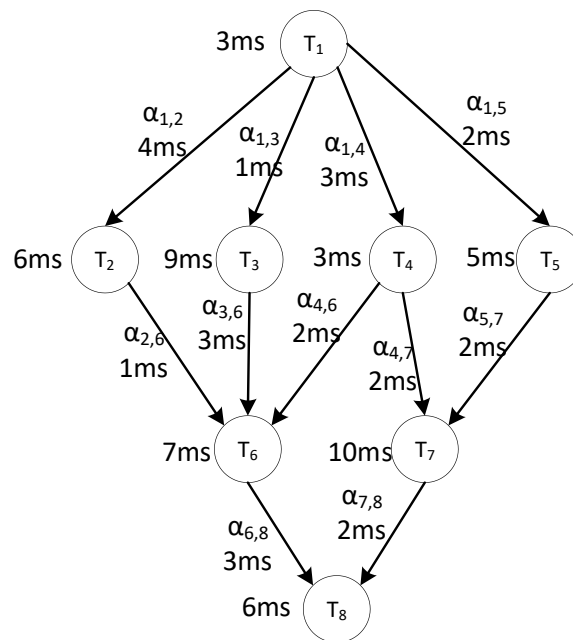 3ms T₁
α₁,₂
4ms
α₁,₃
1ms
α₁,₄
3ms
α₁,₅
2ms
6ms T₂
9ms T₃
3ms T₄
5ms T₅
α₂,₆
1ms
α₃,₆
3ms
α₄,₆
2ms
α₄,₇
2ms
α₅,₇
2ms
7ms T₆
10ms T₇
α₆,₈
3ms
α₇,₈
2ms
6ms T₈